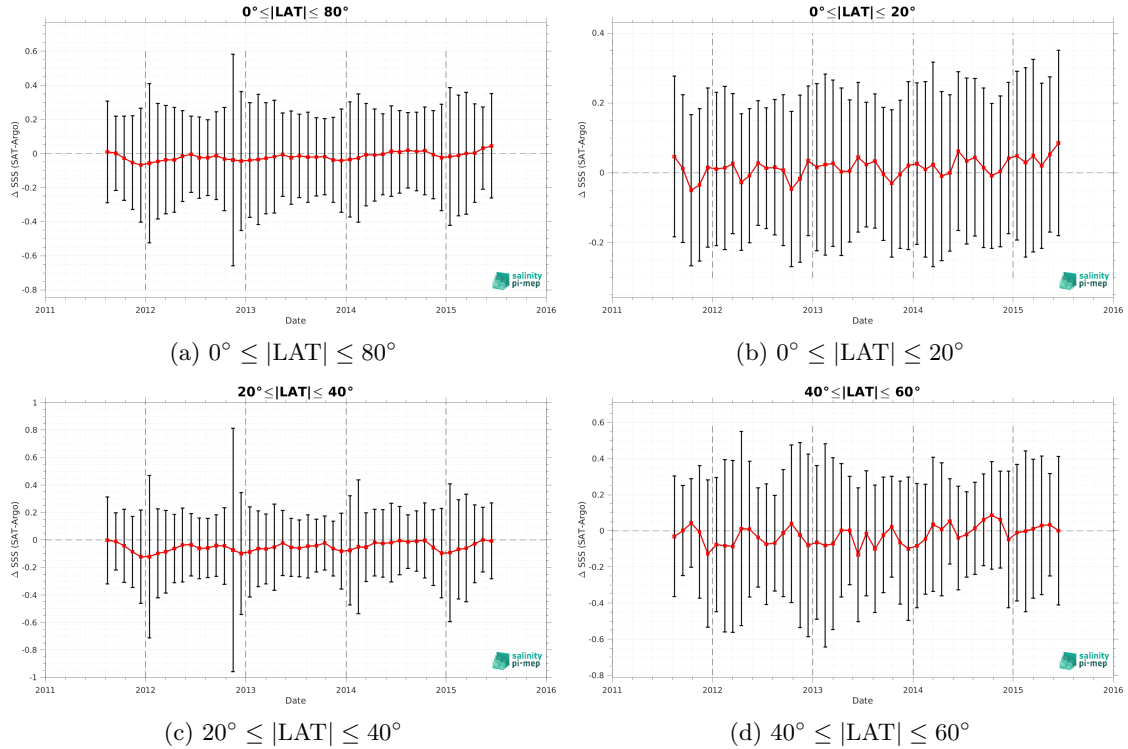 0°≤|LAT|≤ 80°
0.6
0.4
0.2
0
-0.2
-0.4
-0.6
-0.8
Δ SSS (SAT-Argo)
2011
2012
2013
2014
2015
2016
Date
salinity
pi-mep
(a) 0° ≤ |LAT| ≤ 80°
0°≤|LAT|≤ 20°
0.4
0.2
0
-0.2
Δ SSS (SAT-Argo)
2011
2012
2013
2014
2015
2016
Date
salinity
pi-mep
(b) 0° ≤ |LAT| ≤ 20°
20°≤|LAT|≤ 40°
1
0.8
0.6
0.4
0.2
0
-0.2
-0.4
-0.6
-0.8
-1
Δ SSS (SAT-Argo)
2011
2012
2013
2014
2015
2016
Date
salinity
pi-mep
(c) 20° ≤ |LAT| ≤ 40°
40°≤|LAT|≤ 60°
0.6
0.4
0.2
0
-0.2
-0.4
-0.6
-0.8
Δ SSS (SAT-Argo)
2011
2012
2013
2014
2015
2016
Date
salinity
pi-mep
(d) 40° ≤ |LAT| ≤ 60°